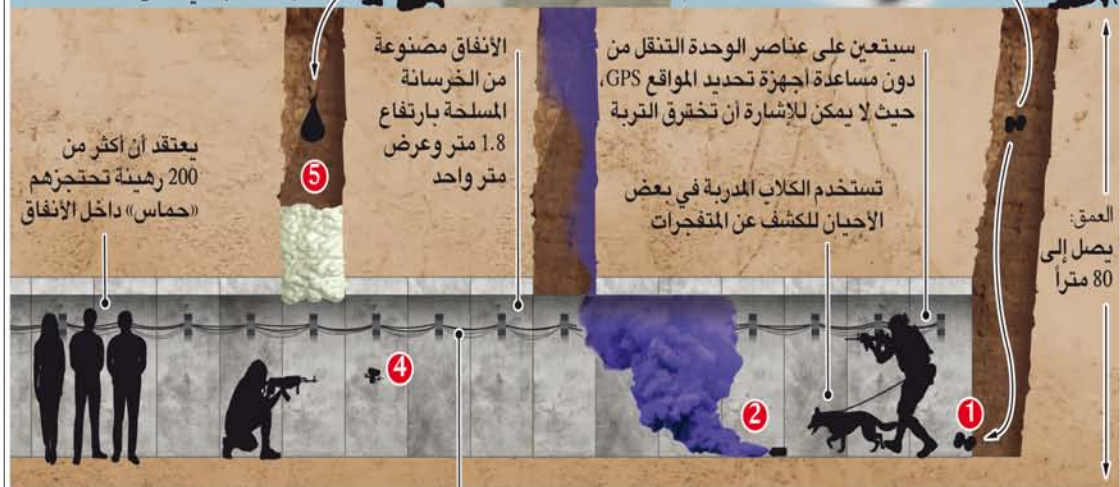 سيتعين على عناصر الوحدة التنقل من
دون مساعدة أجهزة تحديد المواقع GPS،
حيث لا يمكن للإشارة أن تخترق التربة
تستخدم الكلاب المدربة في بعض
الأحيان للكشف عن المتفجرات
العمق:
يصل إلى
80 متراً
الأنفاق مصنوعة
من الخرسانة
المسلحة بارتفاع
1.8 متر وعرض
متر واحد
يعتقد أن أكثر من
200 رهينة تحتجزهم
«حماس» داخل الأنفاق
5
4
2
1